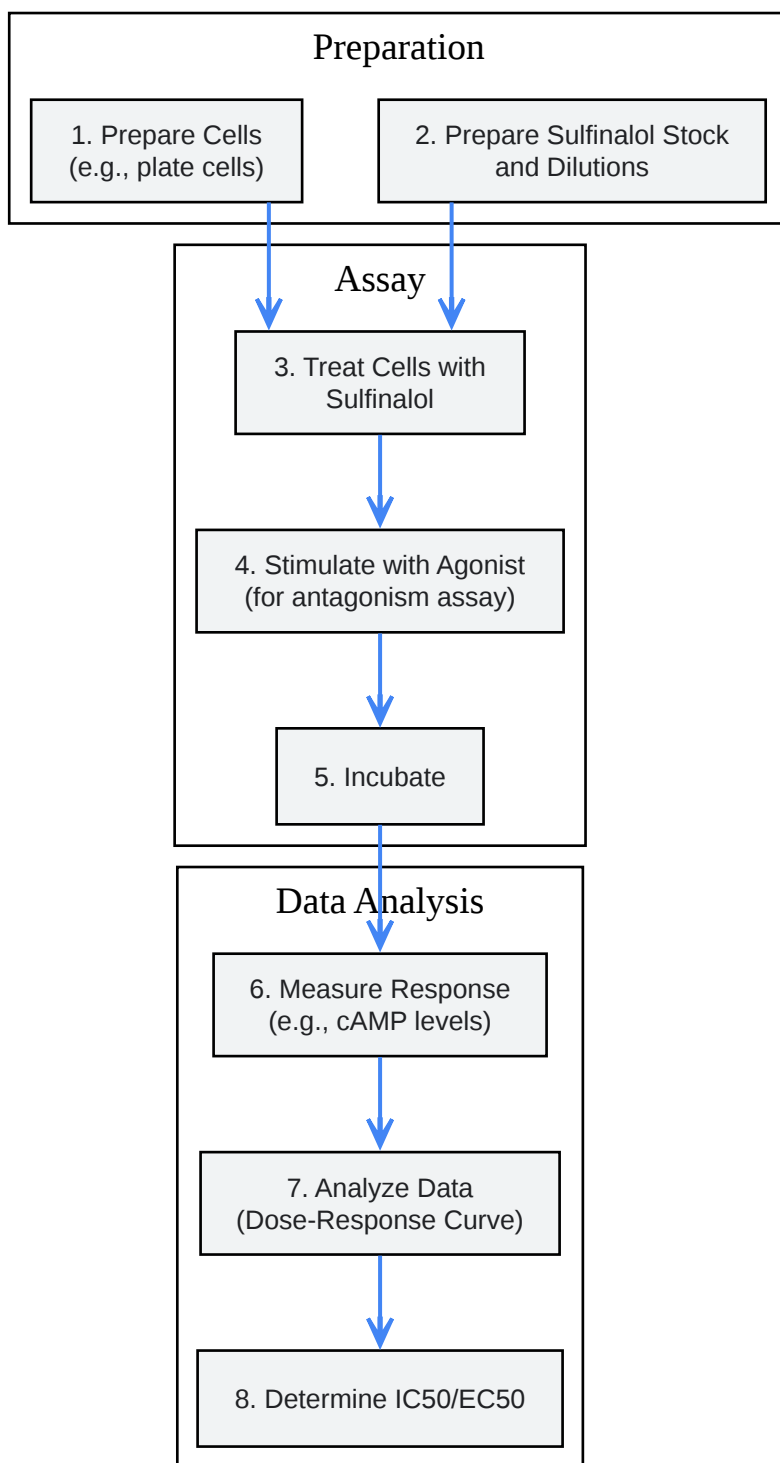 Preparation
1. Prepare Cells
(e.g., plate cells)
2. Prepare Sulfinalol Stock
and Dilutions
Assay
3. Treat Cells with
Sulfinalol
4. Stimulate with Agonist
(for antagonism assay)
5. Incubate
Data Analysis
6. Measure Response
(e.g., cAMP levels)
7. Analyze Data
(Dose-Response Curve)
8. Determine IC50/EC50